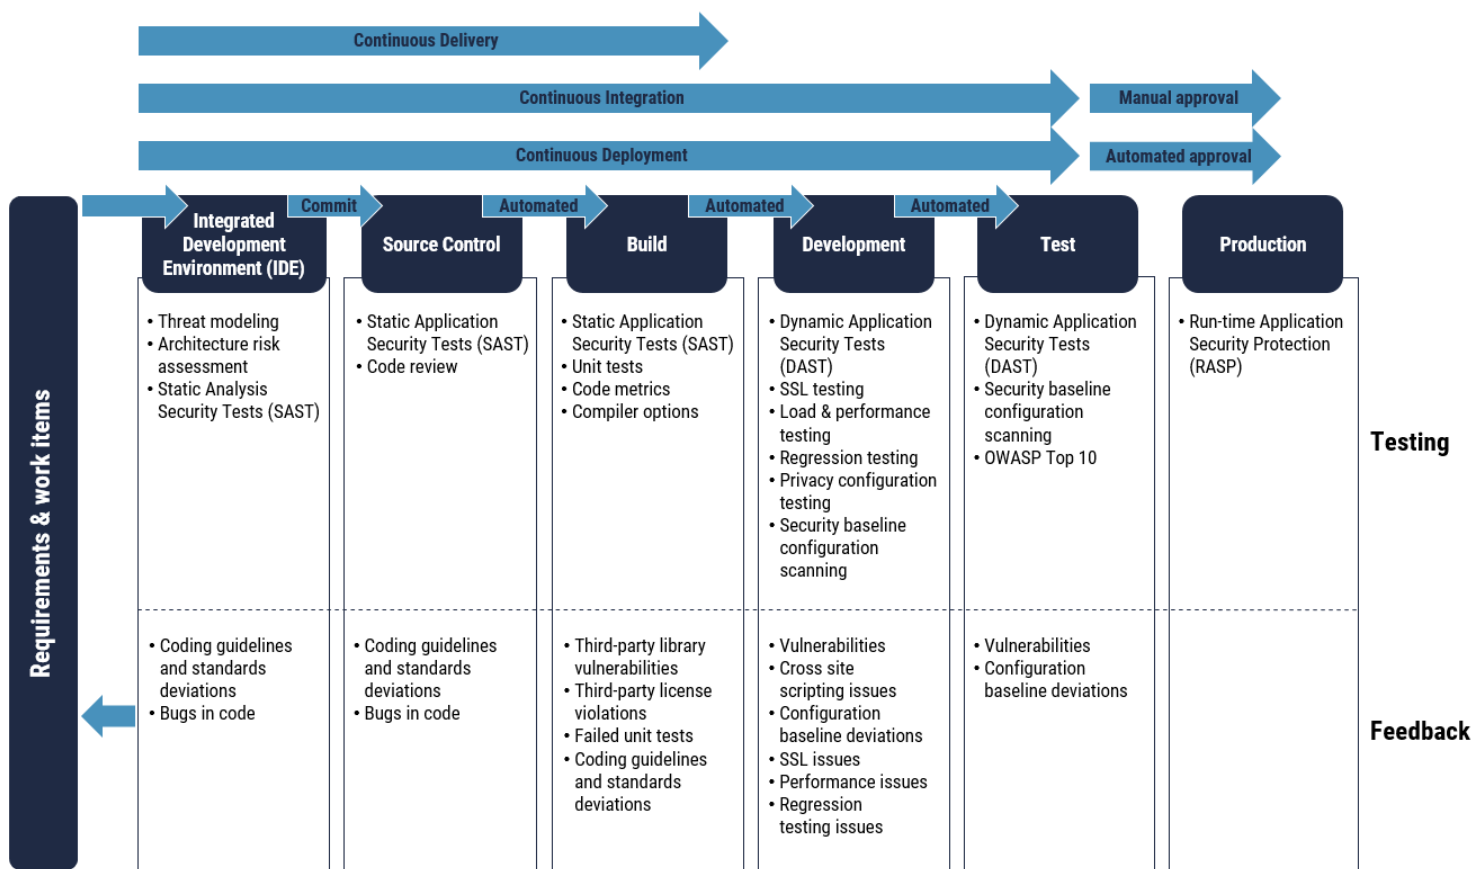 Continuous Delivery
Continuous Integration
Manual approval
Continuous Deployment
Automated approval
Requirements & work items
Commit
Automated
Automated
Automated
Integrated
Development
Environment (IDE)
Source Control
Build
Development
Test
Production
• Threat modeling
• Architecture risk
assessment
• Static Analysis
Security Tests (SAST)
• Static Application
Security Tests (SAST)
• Code review
• Static Application
Security Tests (SAST)
• Unit tests
• Code metrics
• Compiler options
• Dynamic Application
Security Tests
(DAST)
• SSL testing
• Load & performance
testing
• Regression testing
• Privacy configuration
testing
• Security baseline
configuration
scanning
• Dynamic Application
Security Tests
(DAST)
• Security baseline
configuration
scanning
• OWASP Top 10
• Run-time Application
Security Protection
(RASP)
Testing
• Coding guidelines
and standards
deviations
• Bugs in code
• Coding guidelines
and standards
deviations
• Bugs in code
• Third-party library
vulnerabilities
• Third-party license
violations
• Failed unit tests
• Coding guidelines
and standards
deviations
• Vulnerabilities
• Cross site
scripting issues
• Configuration
baseline deviations
• SSL issues
• Performance issues
• Regression
testing issues
• Vulnerabilities
• Configuration
baseline deviations
Feedback